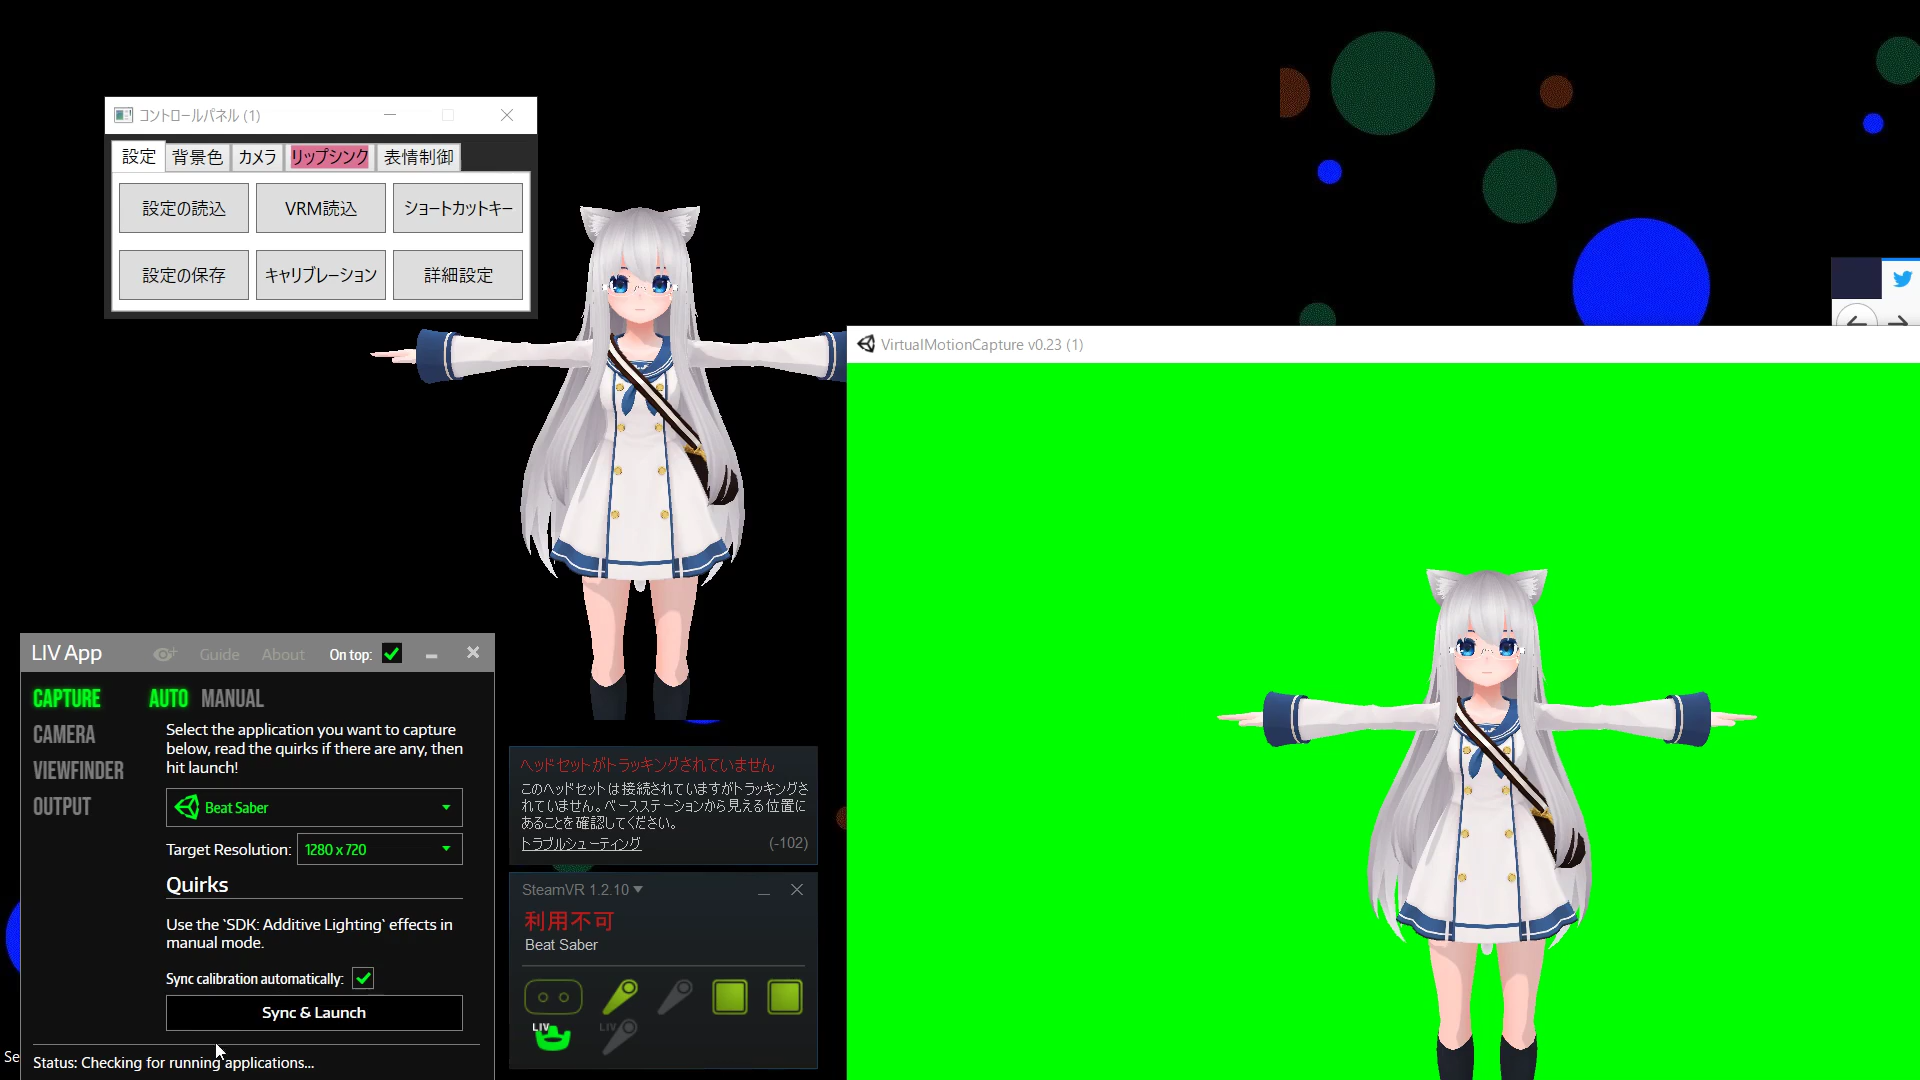 コントロールパネル (1)
設定 背景色 カメラ リップシンク 表情制御
設定の読込 VRM読込 ショートカットキー
設定の保存 キャリブレーション 詳細設定
VirtualMotionCapture v0.23 (1)
LIV App Guide About On top:
CAPTURE AUTO MANUAL
CAMERA
VIEWFINDER
OUTPUT
Select the application you want to capture
below, read the quirks if there are any, then
hit launch!
Beat Saber
Target Resolution: 1280 x 720
Quirks
Use the `SDK: Additive Lighting` effects in
manual mode.
Sync calibration automatically:
Sync & Launch
Status: Checking for running applications...
Se
ヘッドセットがトラッキングされていません
このヘッドセットは接続されていますがトラッキングさ
れていません。ベースステーションから見える位置に
あることを確認してください。
トラブルシューティング (-102)
SteamVR 1.2.10
利用不可
Beat Saber
LIV LIV